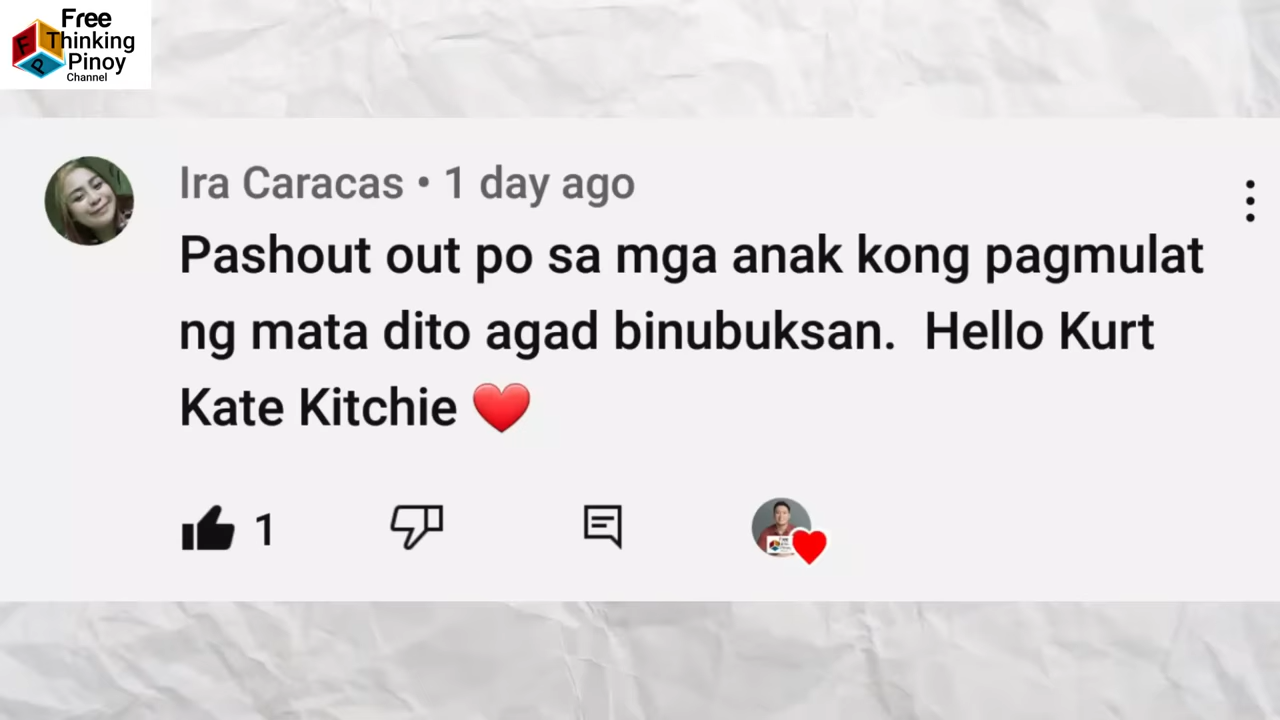 Free
Thinking
Pinoy
Channel
F
P
Ira Caracas • 1 day ago
Pashout out po sa mga anak kong pagmulat
ng mata dito agad binubuksan.  Hello Kurt
Kate Kitchie ❤️
1